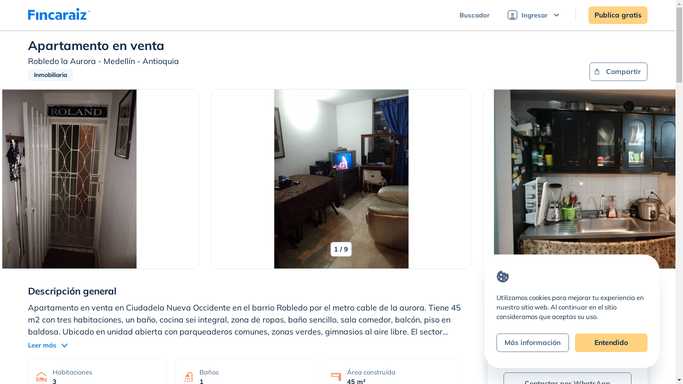 Fincaraiz
Buscador
Ingresar
Publica gratis
Apartamento en venta
Robledo la Aurora - Medellín - Antioquia
Inmobiliaria
Compartir
ROLAND
1 / 9
Descripción general
Apartamento en venta en Ciudadela Nueva Occidente en el barrio Robledo por el metro cable de la aurora. Tiene 45
m2 con tres habitaciones, un baño, cocina sei integral, zona de ropas, baño sencillo, sala comedor, balcón, piso en
baldosa. Ubicado en unidad abierta con parqueaderos comunes, zonas verdes, gimnasios al aire libre. El sector...
Leer más
Habitaciones
3
Baños
1
Área construida
45 m²
Utilizamos cookies para mejorar tu experiencia en
nuestro sitio web. Al continuar en el sitio
consideramos que aceptas su uso.
Más información
Entendido
Contactar por WhatsApp